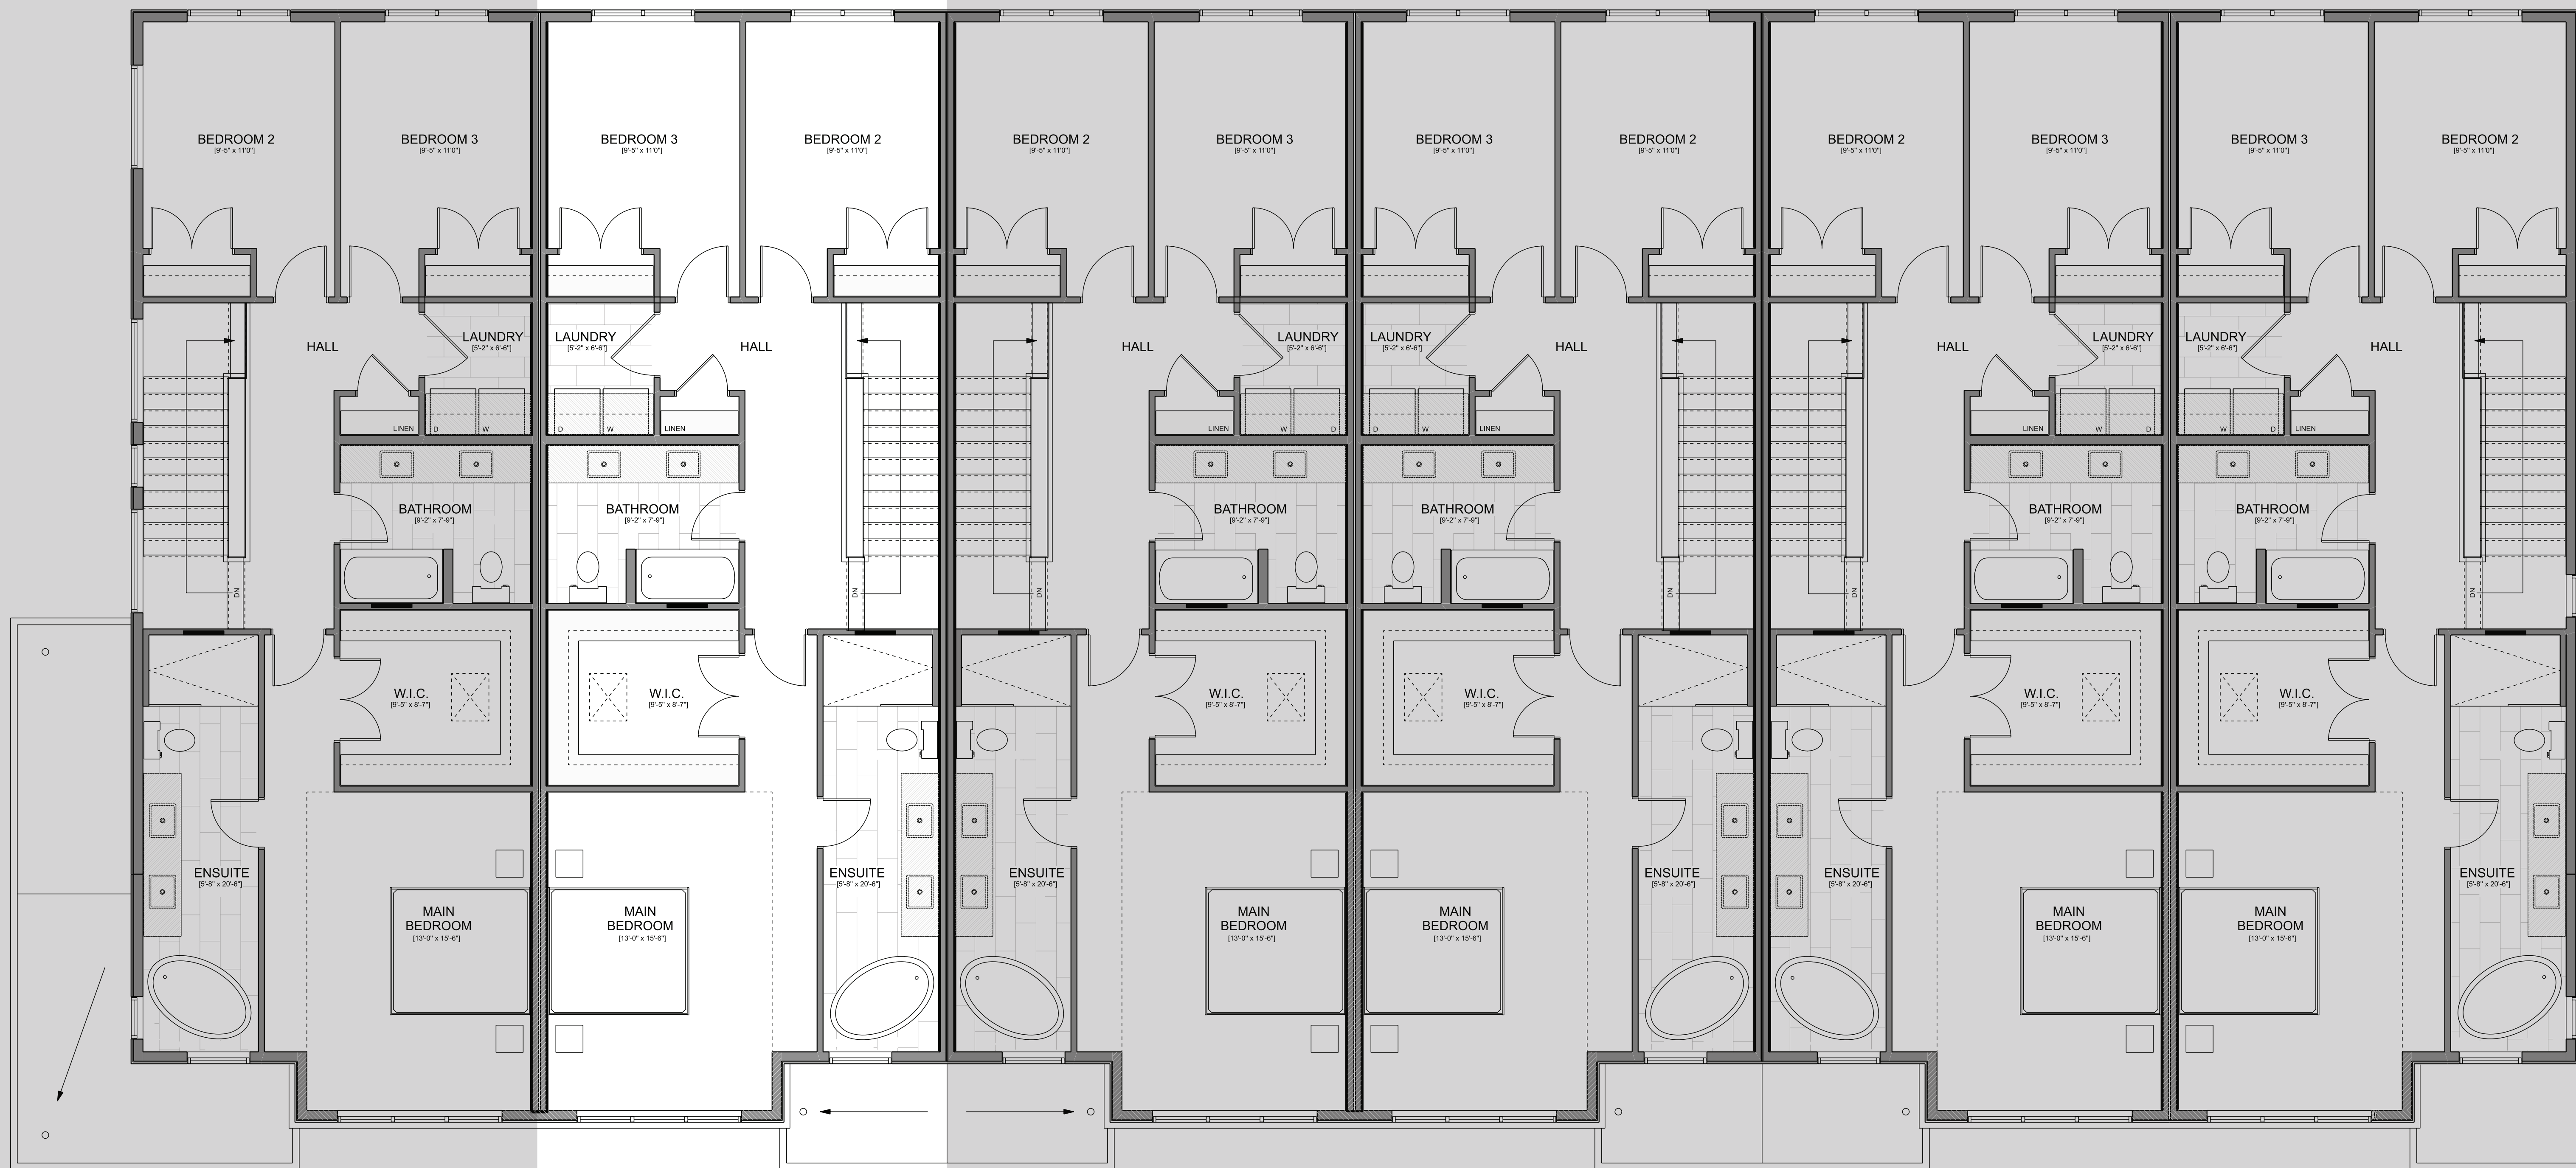 BEDROOM 2
[9'-5" x 11'0"]
BEDROOM 3
[9'-5" x 11'0"]
BEDROOM 3
[9'-5" x 11'0"]
BEDROOM 2
[9'-5" x 11'0"]
BEDROOM 2
[9'-5" x 11'0"]
BEDROOM 3
[9'-5" x 11'0"]
BEDROOM 3
[9'-5" x 11'0"]
BEDROOM 2
[9'-5" x 11'0"]
BEDROOM 2
[9'-5" x 11'0"]
BEDROOM 3
[9'-5" x 11'0"]
BEDROOM 3
[9'-5" x 11'0"]
BEDROOM 2
[9'-5" x 11'0"]
HALL
LAUNDRY
[5'-2" x 6'-6"]
LAUNDRY
[5'-2" x 6'-6"]
HALL
HALL
LAUNDRY
[5'-2" x 6'-6"]
LAUNDRY
[5'-2" x 6'-6"]
HALL
HALL
LAUNDRY
[5'-2" x 6'-6"]
LAUNDRY
[5'-2" x 6'-6"]
HALL
LINEN
D
W
D
W
LINEN
LINEN
W
D
D
W
LINEN
LINEN
W
D
W
D
LINEN
BATHROOM
[9'-2" x 7'-9"]
BATHROOM
[9'-2" x 7'-9"]
BATHROOM
[9'-2" x 7'-9"]
BATHROOM
[9'-2" x 7'-9"]
BATHROOM
[9'-2" x 7'-9"]
BATHROOM
[9'-2" x 7'-9"]
DN
DN
DN
DN
DN
DN
W.I.C.
[9'-5" x 8'-7"]
W.I.C.
[9'-5" x 8'-7"]
W.I.C.
[9'-5" x 8'-7"]
W.I.C.
[9'-5" x 8'-7"]
W.I.C.
[9'-5" x 8'-7"]
W.I.C.
[9'-5" x 8'-7"]
ENSUITE
[5'-8" x 20'-6"]
ENSUITE
[5'-8" x 20'-6"]
ENSUITE
[5'-8" x 20'-6"]
ENSUITE
[5'-8" x 20'-6"]
ENSUITE
[5'-8" x 20'-6"]
ENSUITE
[5'-8" x 20'-6"]
MAIN
BEDROOM
[13'-0" x 15'-6"]
MAIN
BEDROOM
[13'-0" x 15'-6"]
MAIN
BEDROOM
[13'-0" x 15'-6"]
MAIN
BEDROOM
[13'-0" x 15'-6"]
MAIN
BEDROOM
[13'-0" x 15'-6"]
MAIN
BEDROOM
[13'-0" x 15'-6"]